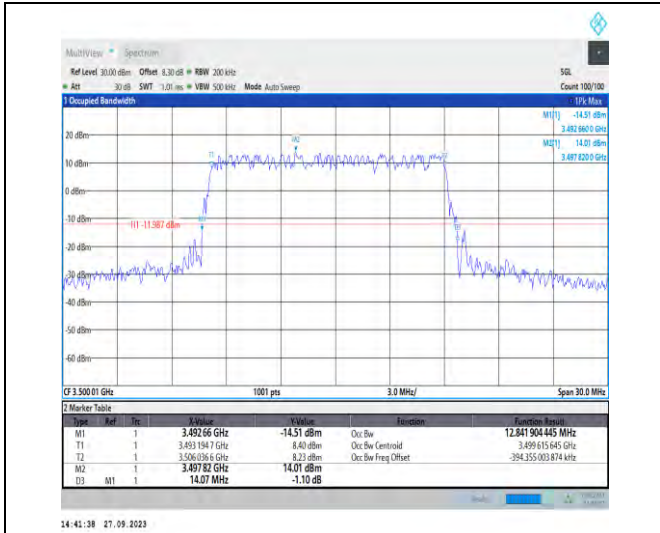 MultiView Spectrum
Ref Level 30.00 dBm Offset 8.30 dB RBW 200 kHz SGL
Att 30 dB SWT 1.01 ms VBW 500 kHz Mode Auto Sweep Count 100/100
1 Occupied Bandwidth 1Pk Max
M1[1] -14.51 dBm
3.492 660 0 GHz
M2[1] 14.01 dBm
3.497 820 0 GHz
20 dBm
M2
T1
10 dBm
0 dBm
-10 dBm
H1 -11.987 dBm
-20 dBm
-30 dBm
-40 dBm
-50 dBm
-60 dBm
CF 3.500 01 GHz 1001 pts 3.0 MHz/ Span 30.0 MHz
2 Marker Table
Type Ref Trc X-Value Y-Value Function Function Result
M1 1 3.492 66 GHz -14.51 dBm Occ Bw 12.841 904 445 MHz
T1 1 3.493 194 7 GHz 8.40 dBm Occ Bw Centroid 3.499 615 645 GHz
T2 1 3.506 036 6 GHz 8.23 dBm Occ Bw Freq Offset -394.355 003 874 kHz
M2 1 3.497 82 GHz 14.01 dBm
D3 M1 1 14.07 MHz -1.10 dB
14:41:38 27.09.2023